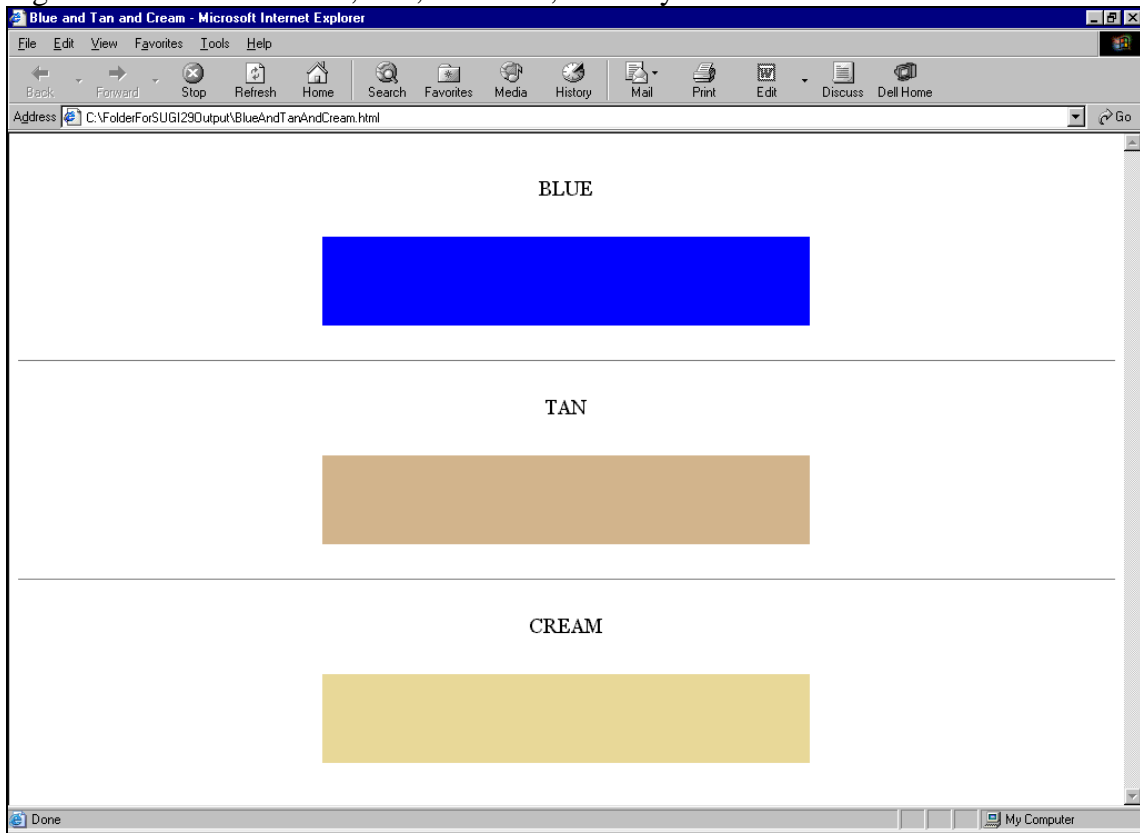 Blue and Tan and Cream - Microsoft Internet Explorer
File Edit View Favorites Tools Help
Back Forward Stop Refresh Home Search Favorites Media History Mail Print Edit Discuss Dell Home
Address C:\FolderForSUGI29Output\BlueAndTanAndCream.html Go
BLUE
TAN
CREAM
Done My Computer